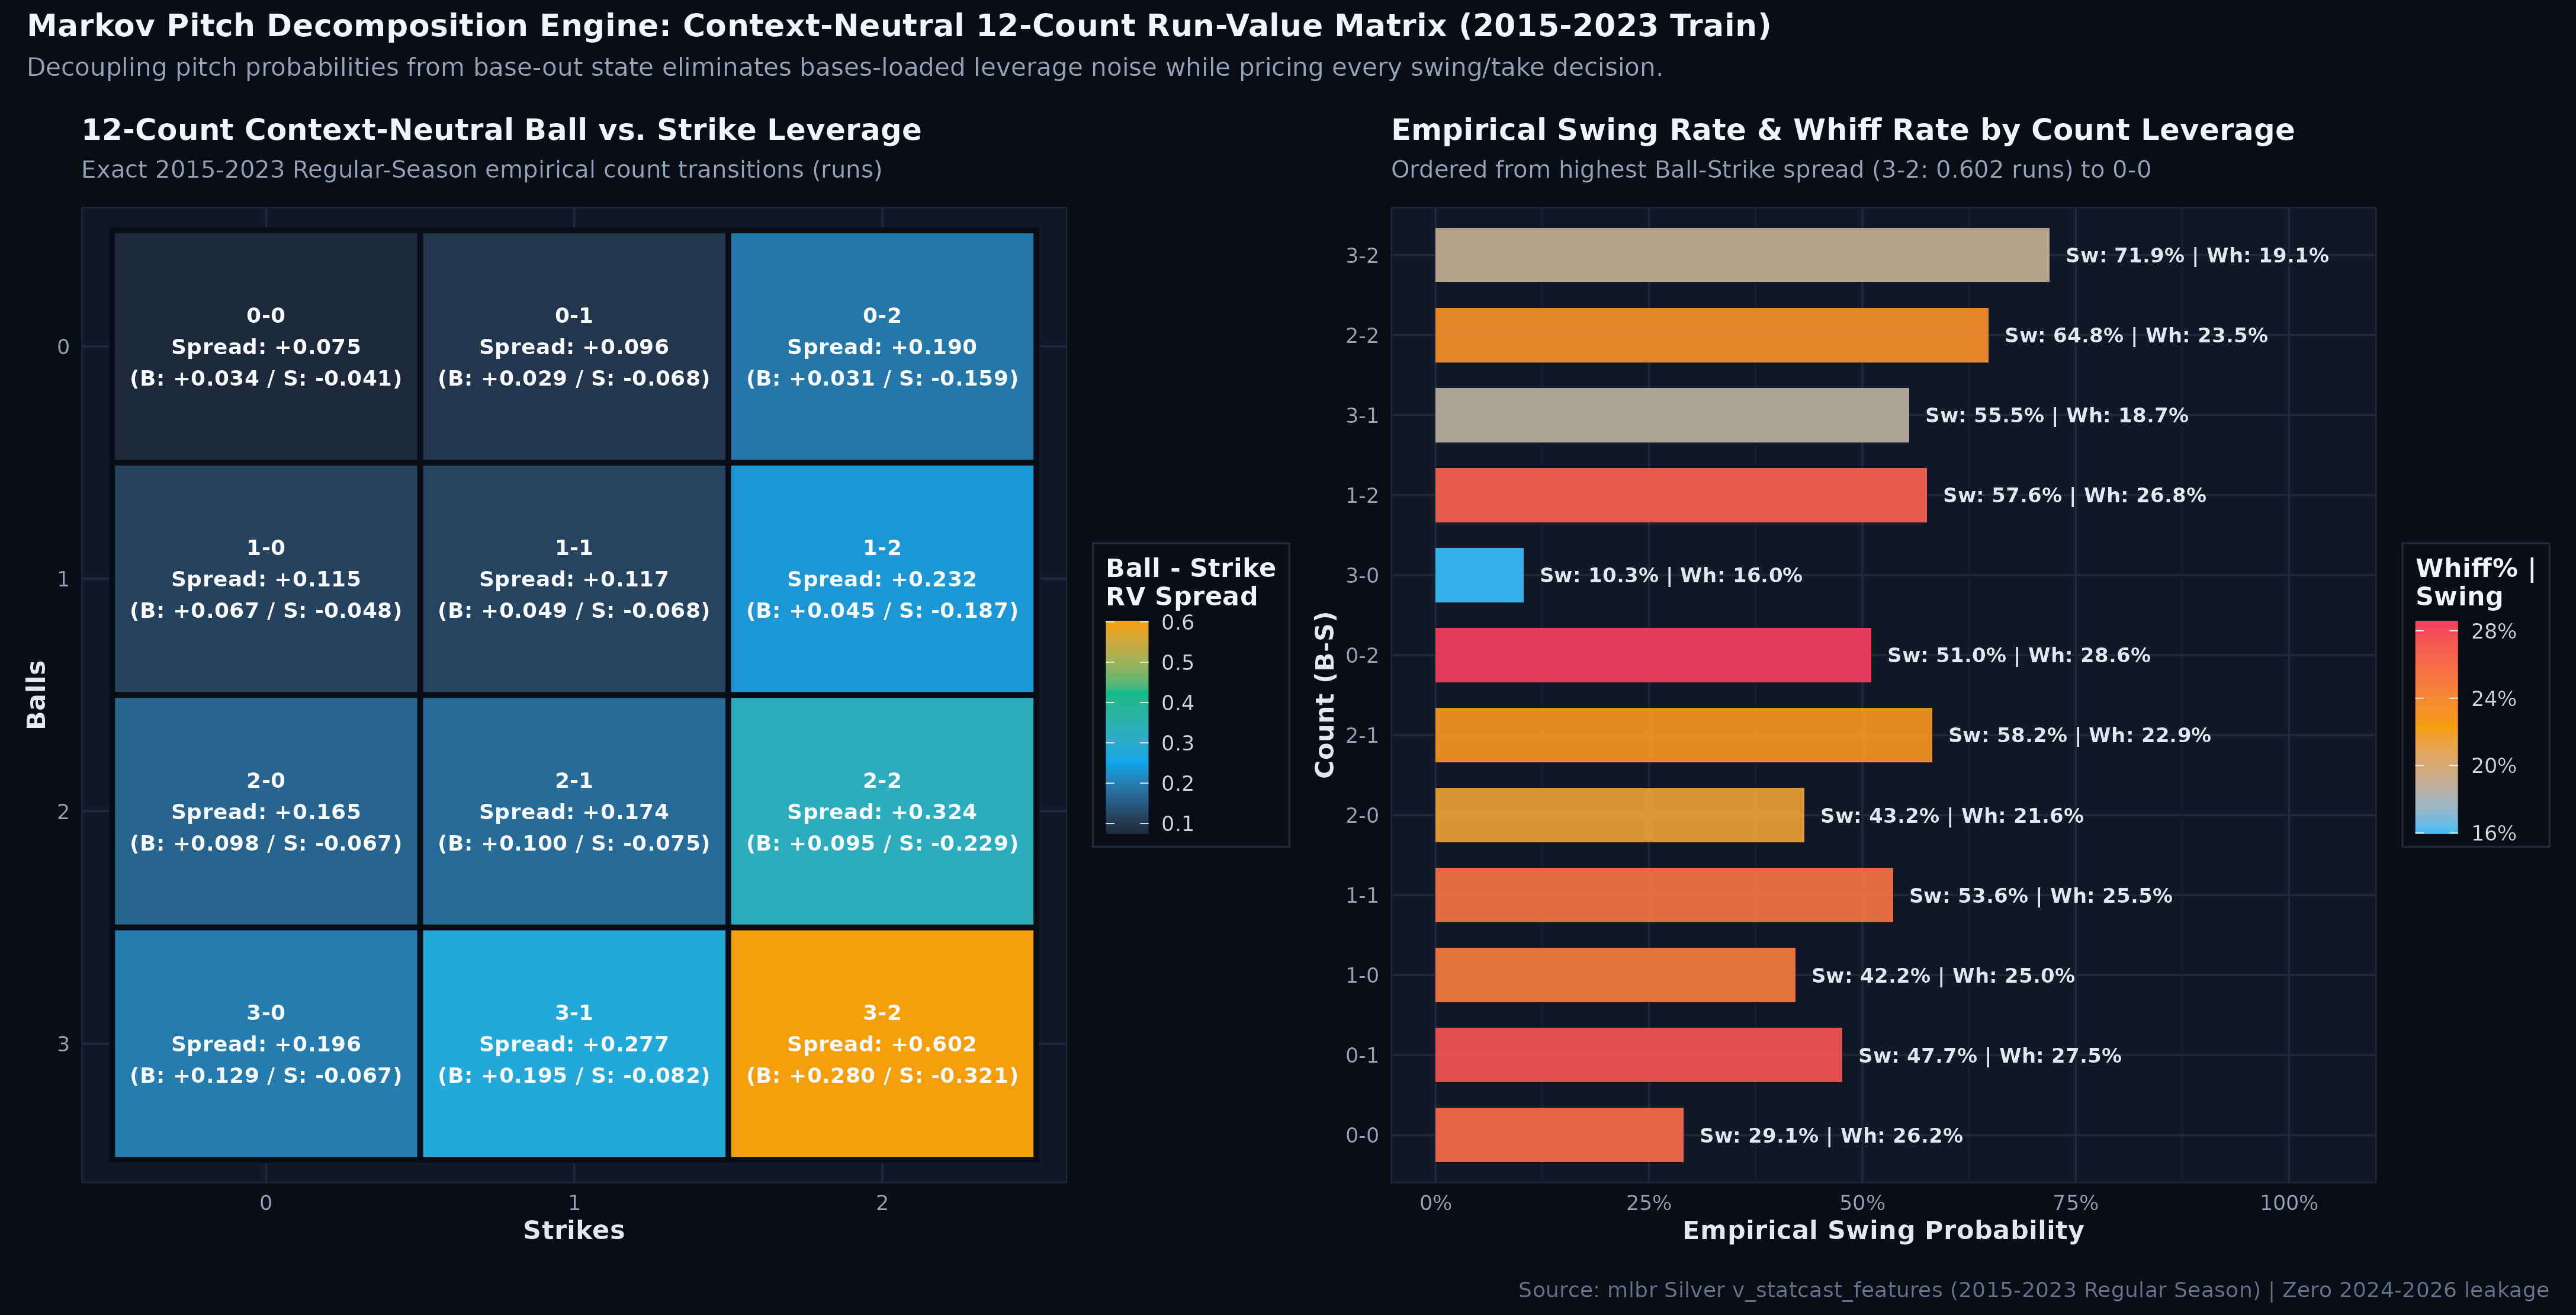 Markov Pitch Decomposition Engine: Context-Neutral 12-Count Run-Value Matrix (2015-2023 Train)
Decoupling pitch probabilities from base-out state eliminates bases-loaded leverage noise while pricing every swing/take decision.
12-Count Context-Neutral Ball vs. Strike Leverage
Exact 2015-2023 Regular-Season empirical count transitions (runs)
Balls
0
1
2
3
0-0
Spread: +0.075
(B: +0.034 / S: -0.041)
0-1
Spread: +0.096
(B: +0.029 / S: -0.068)
0-2
Spread: +0.190
(B: +0.031 / S: -0.159)
1-0
Spread: +0.115
(B: +0.067 / S: -0.048)
1-1
Spread: +0.117
(B: +0.049 / S: -0.068)
1-2
Spread: +0.232
(B: +0.045 / S: -0.187)
2-0
Spread: +0.165
(B: +0.098 / S: -0.067)
2-1
Spread: +0.174
(B: +0.100 / S: -0.075)
2-2
Spread: +0.324
(B: +0.095 / S: -0.229)
3-0
Spread: +0.196
(B: +0.129 / S: -0.067)
3-1
Spread: +0.277
(B: +0.195 / S: -0.082)
3-2
Spread: +0.602
(B: +0.280 / S: -0.321)
0
1
2
Strikes
Ball - Strike
RV Spread
0.6
0.5
0.4
0.3
0.2
0.1
Empirical Swing Rate & Whiff Rate by Count Leverage
Ordered from highest Ball-Strike spread (3-2: 0.602 runs) to 0-0
Count (B-S)
3-2
Sw: 71.9% | Wh: 19.1%
2-2
Sw: 64.8% | Wh: 23.5%
3-1
Sw: 55.5% | Wh: 18.7%
1-2
Sw: 57.6% | Wh: 26.8%
3-0
Sw: 10.3% | Wh: 16.0%
0-2
Sw: 51.0% | Wh: 28.6%
2-1
Sw: 58.2% | Wh: 22.9%
2-0
Sw: 43.2% | Wh: 21.6%
1-1
Sw: 53.6% | Wh: 25.5%
1-0
Sw: 42.2% | Wh: 25.0%
0-1
Sw: 47.7% | Wh: 27.5%
0-0
Sw: 29.1% | Wh: 26.2%
0%
25%
50%
75%
100%
Empirical Swing Probability
Whiff% |
Swing
28%
24%
20%
16%
Source: mlbr Silver v_statcast_features (2015-2023 Regular Season) | Zero 2024-2026 leakage